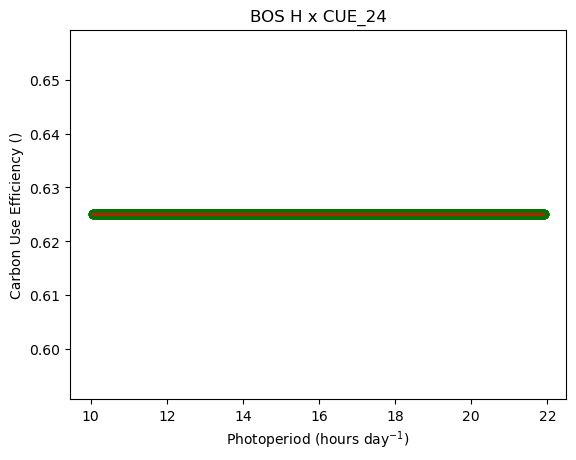 BOS H x CUE_24
0.65
0.64
0.63
0.62
0.61
0.60
Carbon Use Efficiency ()
10 12 14 16 18 20 22
Photoperiod (hours day⁻¹)